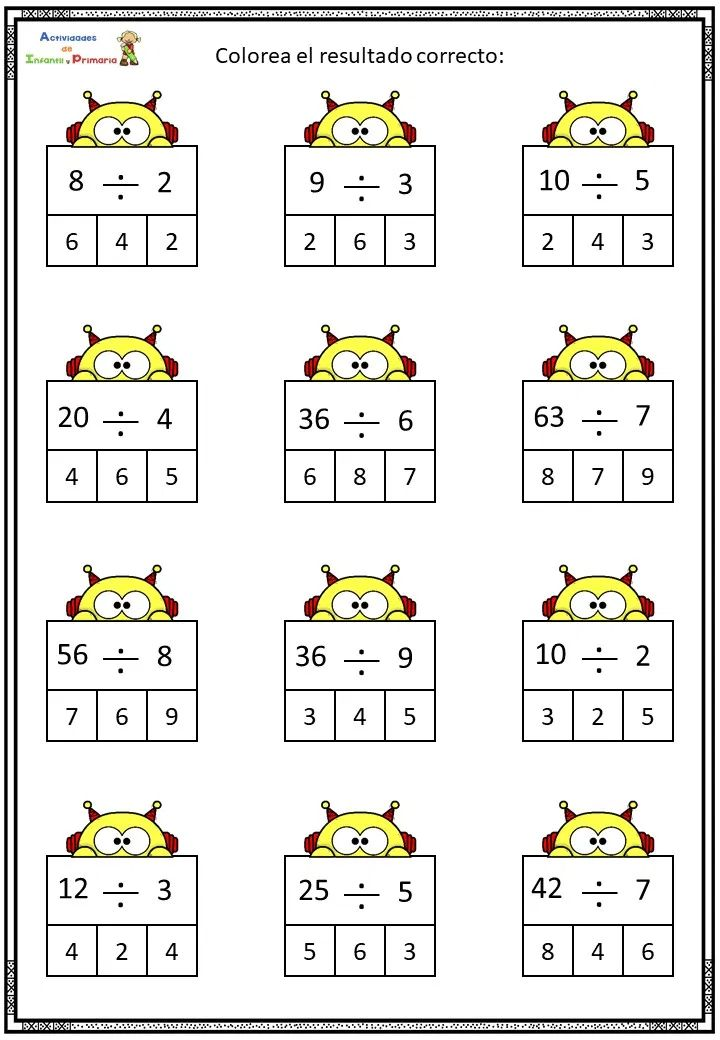 Actividades
de
Infantil y Primaria
Colorea el resultado correcto:
8 ÷ 2
9 ÷ 3
10 ÷ 5
6 4 2
2 6 3
2 4 3
20 ÷ 4
36 ÷ 6
63 ÷ 7
4 6 5
6 8 7
8 7 9
56 ÷ 8
36 ÷ 9
10 ÷ 2
7 6 9
3 4 5
3 2 5
12 ÷ 3
25 ÷ 5
42 ÷ 7
4 2 4
5 6 3
8 4 6